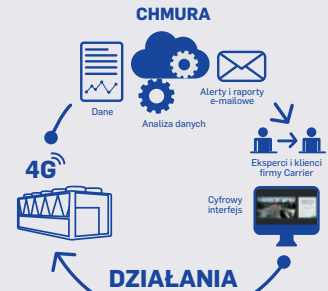 CHMURA
Dane
Analiza danych
Alerty i raporty
e-mailowe
Eksperci i klienci
firmy Carrier
4G
Cyfrowy
interfejs
DZIAŁANIA